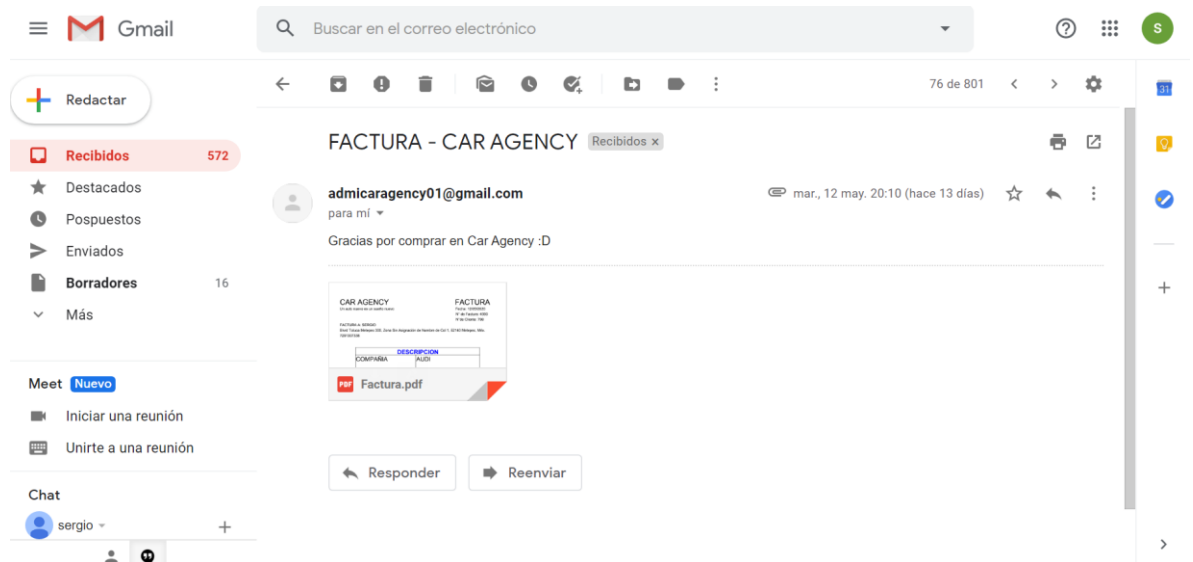 Gmail
Buscar en el correo electrónico
S
Redactar
76 de 801
31
Recibidos 572
Destacados
Pospuestos
Enviados
Borradores 16
Más
Meet Nuevo
Iniciar una reunión
Unirte a una reunión
Chat
sergio
FACTURA - CAR AGENCY Recibidos x
admicaragency01@gmail.com mar., 12 may. 20:10 (hace 13 días)
para mí
Gracias por comprar en Car Agency :D
CAR AGENCY FACTURA
FACTURA A: SERGIO
DESCRIPCION
COMPAÑIA AUDI
PDF Factura.pdf
Responder Reenviar